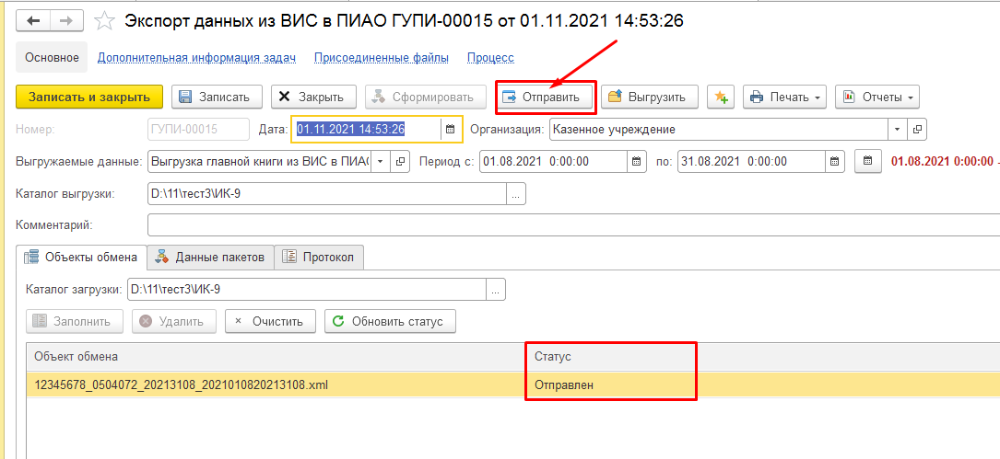 Экспорт данных из ВИС в ПИАО ГУПИ-00015 от 01.11.2021 14:53:26
Основное Дополнительная информация задач Присоединенные файлы Процесс
Записать и закрыть Записать Закрыть Сформировать Отправить Выгрузить Печать Отчеты
Номер: ГУПИ-00015 Дата: 01.11.2021 14:53:26 Организация: Казенное учреждение
Выгружаемые данные: Выгрузка главной книги из ВИС в ПИАО Период с: 01.08.2021 0:00:00 по: 31.08.2021 0:00:00 01.08.2021 0:00:00 -
Каталог выгрузки: D:\11\тест3\ИК-9 ...
Комментарий:
Объекты обмена Данные пакетов Протокол
Каталог загрузки: D:\11\тест3\ИК-9 ...
Заполнить Удалить Очистить Обновить статус
Объект обмена Статус
12345678_0504072_20213108_2021010820213108.xml Отправлен